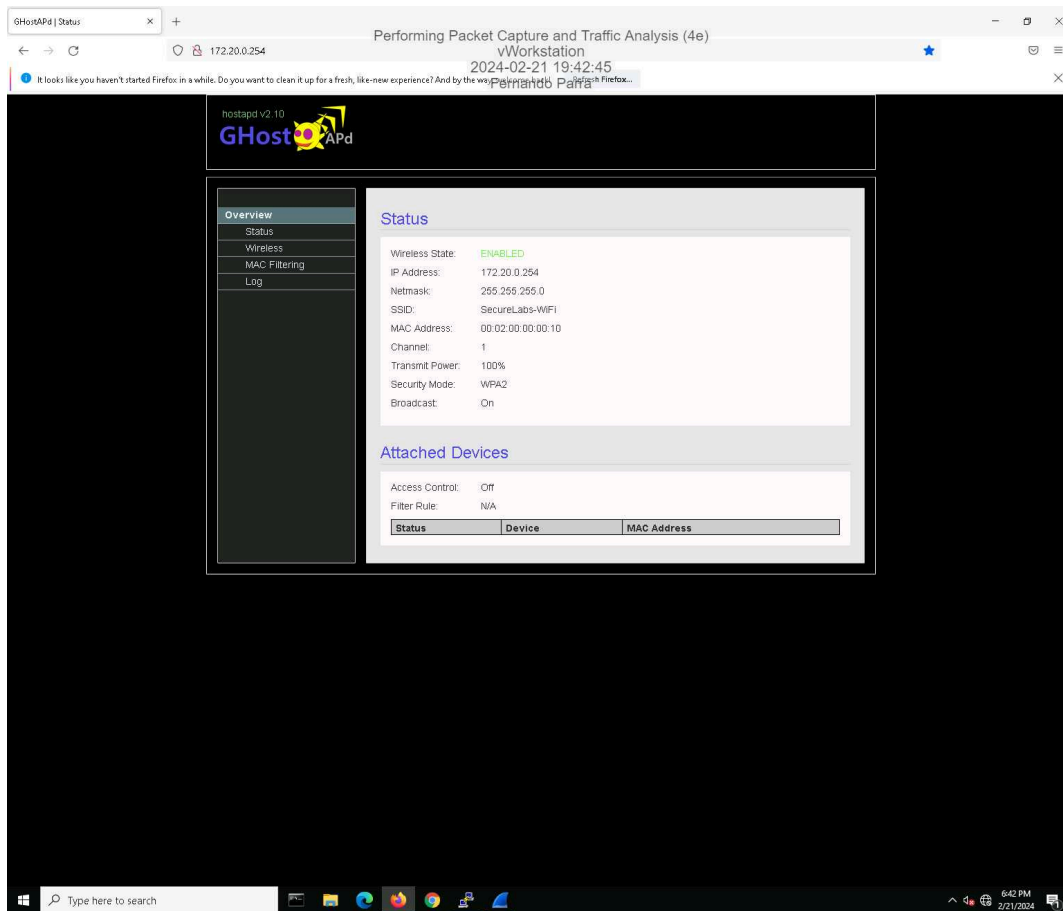 GHostAPd | Status
172.20.0.254
Performing Packet Capture and Traffic Analysis (4e)
vWorkstation
2024-02-21 19:42:45
Fernando Parra
It looks like you haven't started Firefox in a while. Do you want to clean it up for a fresh, like-new experience? And by the way, welcome back!
Refresh Firefox...
hostapd v2.10
GHost APd
Overview
Status
Wireless
MAC Filtering
Log
Status
Wireless State: ENABLED
IP Address: 172.20.0.254
Netmask: 255.255.255.0
SSID: SecureLabs-WiFi
MAC Address: 00:02:00:00:00:10
Channel: 1
Transmit Power: 100%
Security Mode: WPA2
Broadcast: On
Attached Devices
Access Control: Off
Filter Rule: N/A
Status Device MAC Address
Type here to search
6:42 PM
2/21/2024